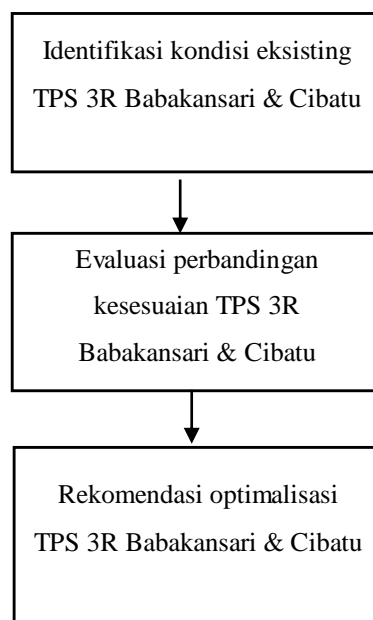 Identifikasi kondisi eksisting
TPS 3R Babakansari & Cibatu
Evaluasi perbandingan
kesesuaian TPS 3R
Babakansari & Cibatu
Rekomendasi optimalisasi
TPS 3R Babakansari & Cibatu